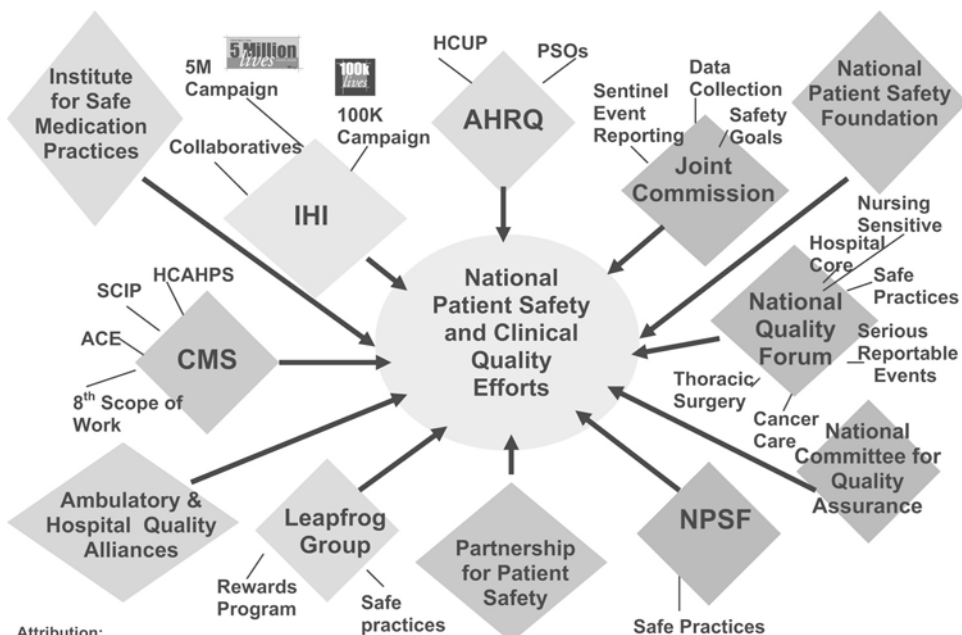 Institute
for Safe
Medication
Practices
5M
Campaign
5 Million
lives
100k
lives
100K
Campaign
Collaboratives
IHI
HCUP
PSOs
AHRQ
Sentinel
Event
Reporting
Data
Collection
Safety
Goals
Joint
Commission
National
Patient Safety
Foundation
Nursing
Sensitive
Hospital
Core
Safe
Practices
National
Quality
Forum
Serious
Reportable
Events
Thoracic
Surgery
Cancer
Care
HCAHPS
SCIP
ACE
CMS
8th Scope of
Work
National
Patient Safety
and Clinical
Quality
Efforts
National
Committee for
Quality
Assurance
Ambulatory &
Hospital Quality
Alliances
Leapfrog
Group
Rewards
Program
Safe
practices
Partnership
for Patient
Safety
NPSF
Safe Practices
Attribution: